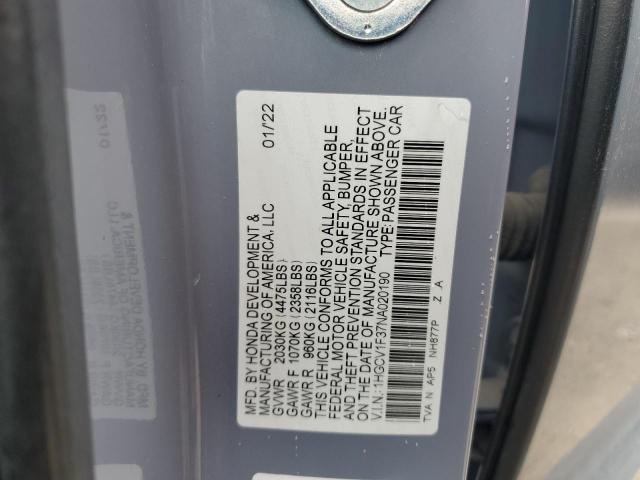 MFD. BY HONDA DEVELOPMENT &
MANUFACTURING OF AMERICA, LLC 01/22
GVWR 2030KG (4475LBS)
GAWR F 1070KG (2358LBS)
GAWR R 960KG (2116LBS)
THIS VEHICLE CONFORMS TO ALL APPLICABLE
FEDERAL MOTOR VEHICLE SAFETY, BUMPER,
AND THEFT PREVENTION STANDARDS IN EFFECT
ON THE DATE OF MANUFACTURE SHOWN ABOVE.
V.I.N.:1HGCV1F37NA020190 TYPE:PASSENGER CAR
TVA N AP5 NH877P Z A